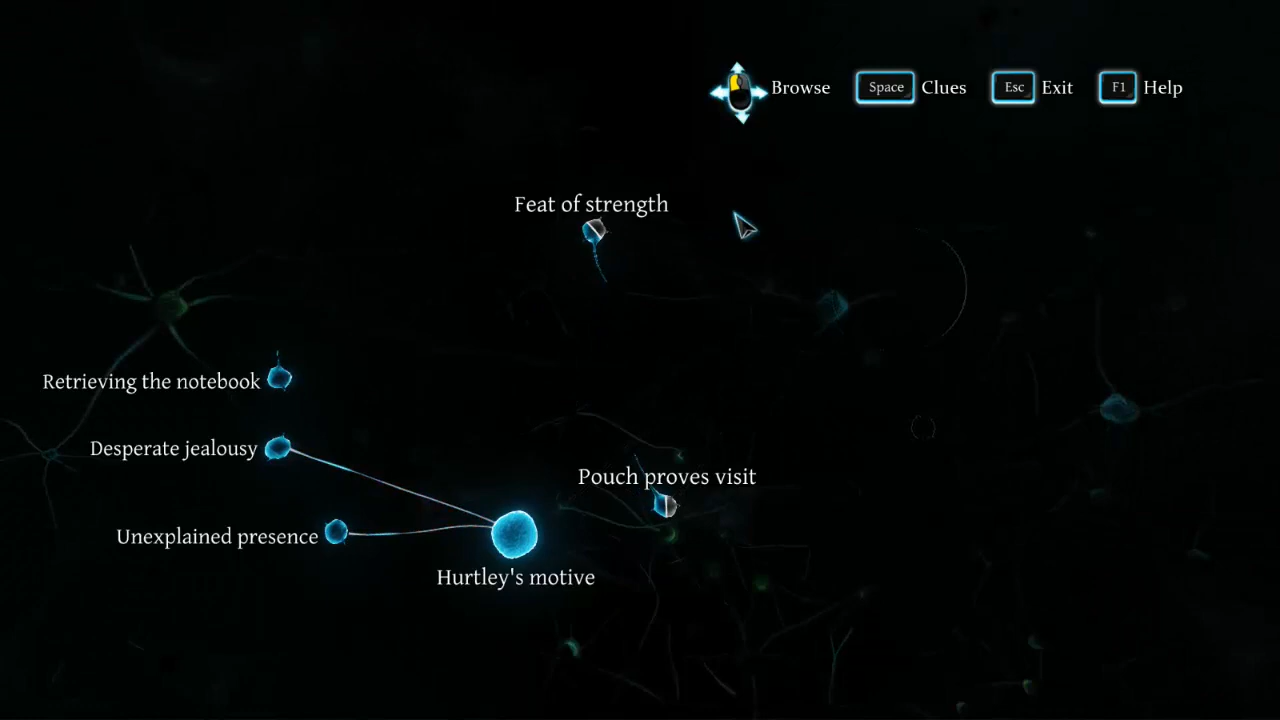 Browse
Space Clues
Esc Exit
F1 Help
Feat of strength
Retrieving the notebook
Desperate jealousy
Pouch proves visit
Unexplained presence
Hurtley's motive